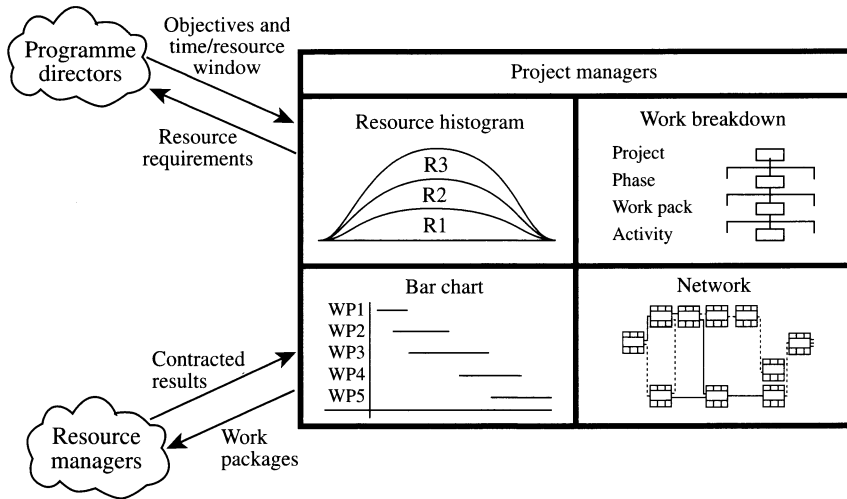 Programme
directors
Objectives and
time/resource
window
Resource
requirements
Project managers
Resource histogram
R3
R2
R1
Work breakdown
Project
Phase
Work pack
Activity
Bar chart
WP1
WP2
WP3
WP4
WP5
Network
Contracted
results
Resource
managers
Work
packages